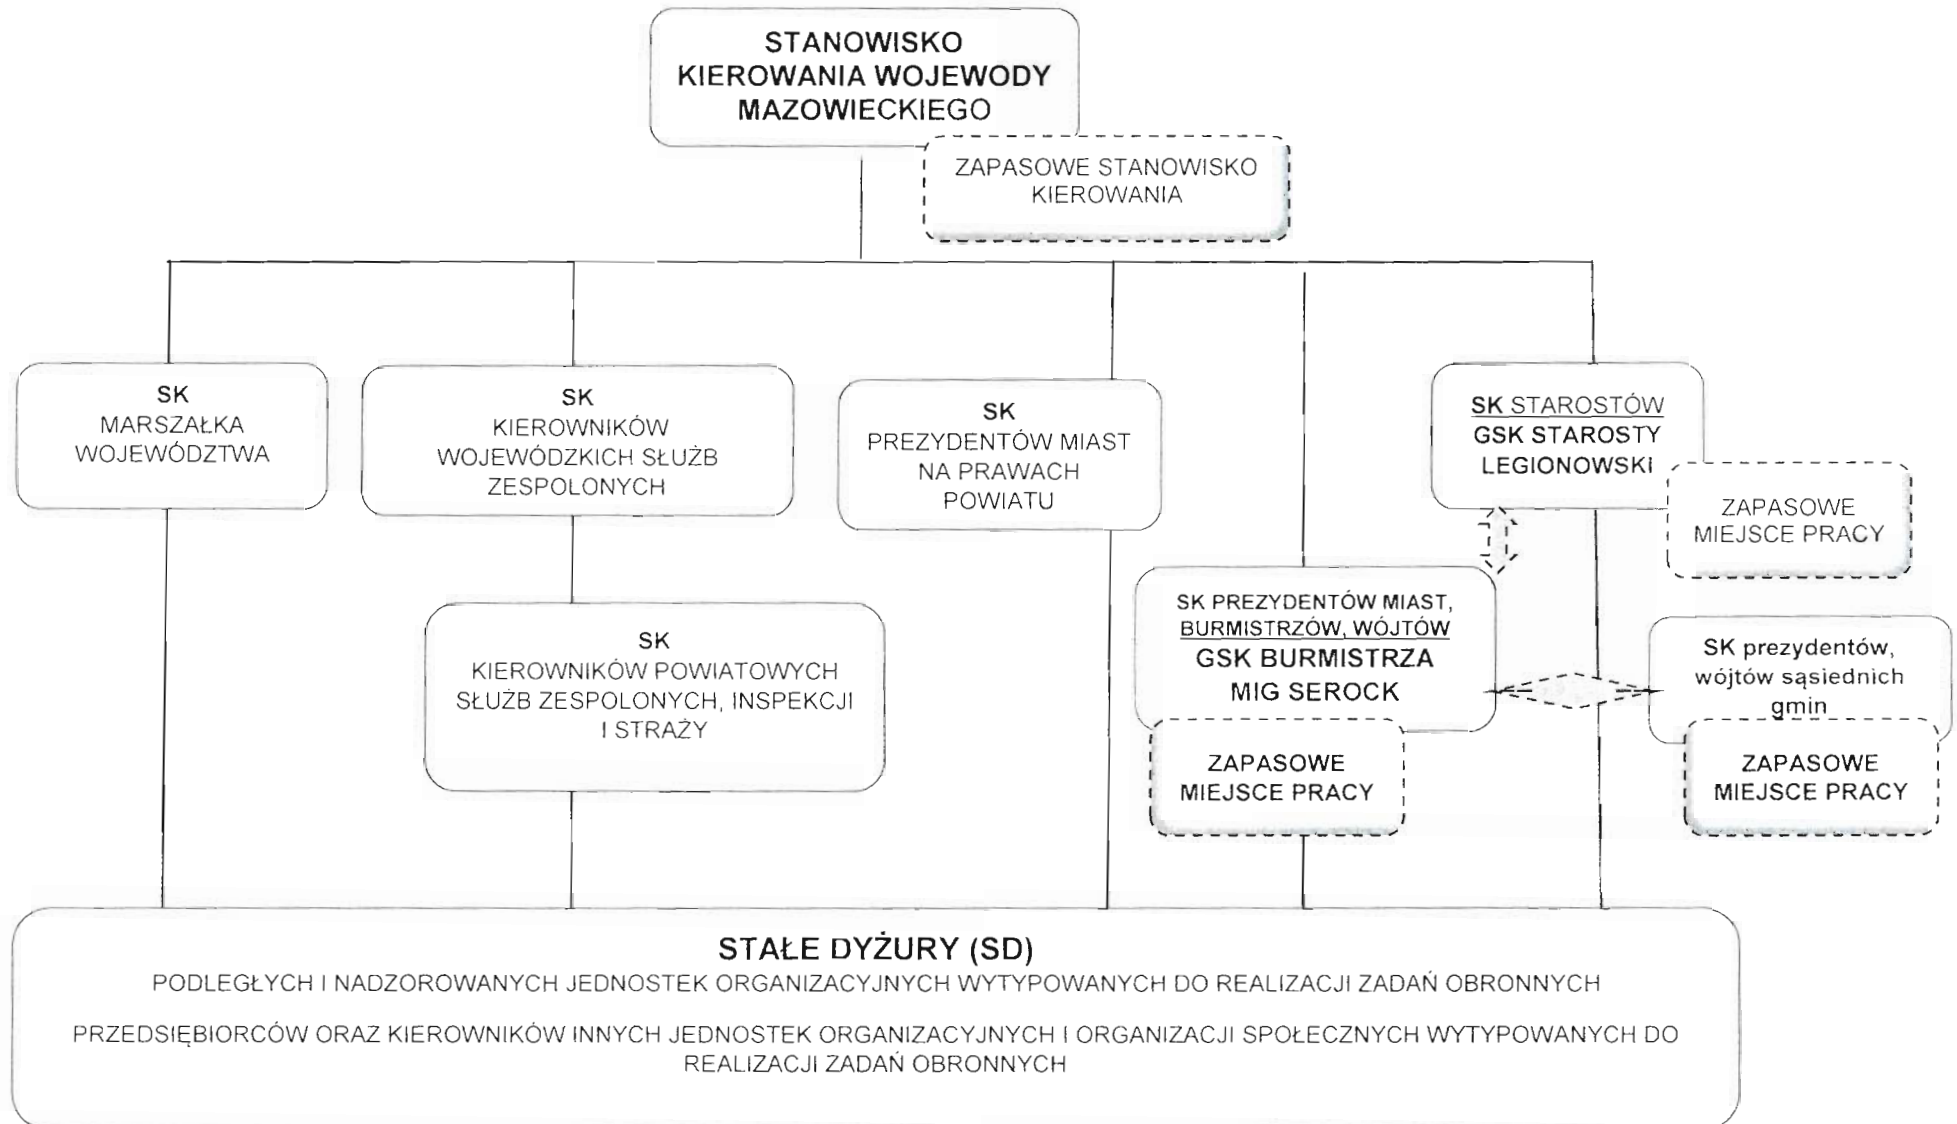 STANOWISKO
KIEROWANIA WOJEWODY
MAZOWIECKIEGO
ZAPASOWE STANOWISKO
KIEROWANIA
SK
MARSZAŁKA
WOJEWÓDZTWA
SK
KIEROWNIKÓW
WOJEWÓDZKICH SŁUŻB
ZESPOLONYCH
SK
PREZYDENTÓW MIAST
NA PRAWACH
POWIATU
SK STAROSTÓW
GSK STAROSTY
LEGIONOWSKI
ZAPASOWE
MIEJSCE PRACY
SK
KIEROWNIKÓW POWIATOWYCH
SŁUŻB ZESPOLONYCH, INSPEKCJI
I STRAŻY
SK PREZYDENTÓW MIAST,
BURMISTRZÓW, WÓJTÓW
GSK BURMISTRZA
MIG SEROCK
ZAPASOWE
MIEJSCE PRACY
SK prezydentów,
wójtów sąsiednich
gmin
ZAPASOWE
MIEJSCE PRACY
STAŁE DYŻURY (SD)
PODLEGŁYCH I NADZOROWANYCH JEDNOSTEK ORGANIZACYJNYCH WYTYPOWANYCH DO REALIZACJI ZADAŃ OBRONNYCH
PRZEDSIĘBIORCÓW ORAZ KIEROWNIKÓW INNYCH JEDNOSTEK ORGANIZACYJNYCH I ORGANIZACJI SPOŁECZNYCH WYTYPOWANYCH DO
REALIZACJI ZADAŃ OBRONNYCH